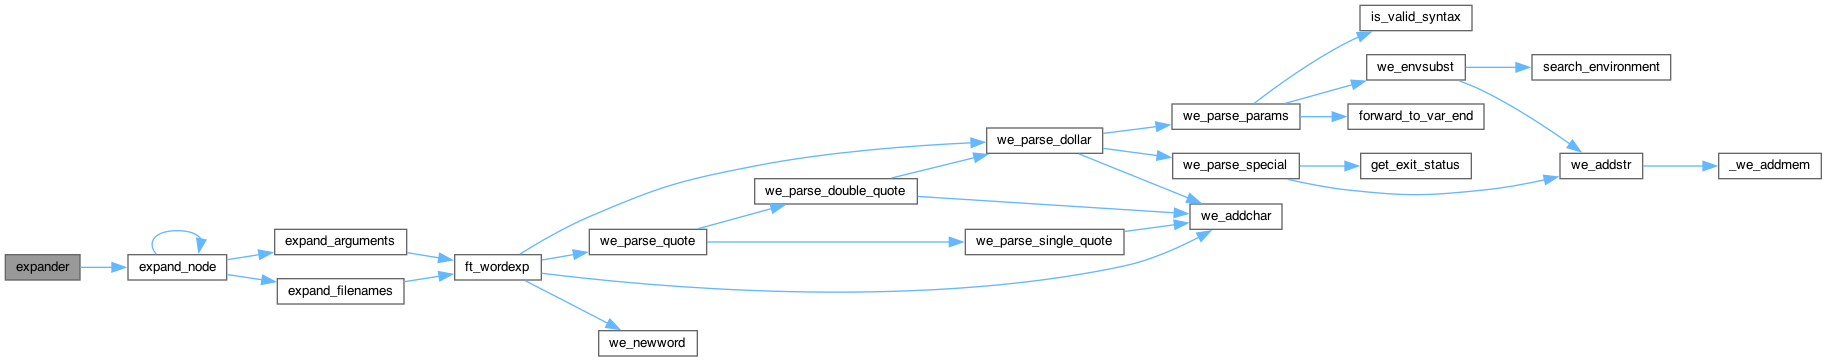 expander
expand_node
expand_arguments
expand_filenames
ft_wordexp
we_parse_quote
we_newword
we_parse_double_quote
we_parse_single_quote
we_parse_dollar
we_addchar
we_parse_params
we_parse_special
is_valid_syntax
we_envsubst
forward_to_var_end
get_exit_status
search_environment
we_addstr
_we_addmem